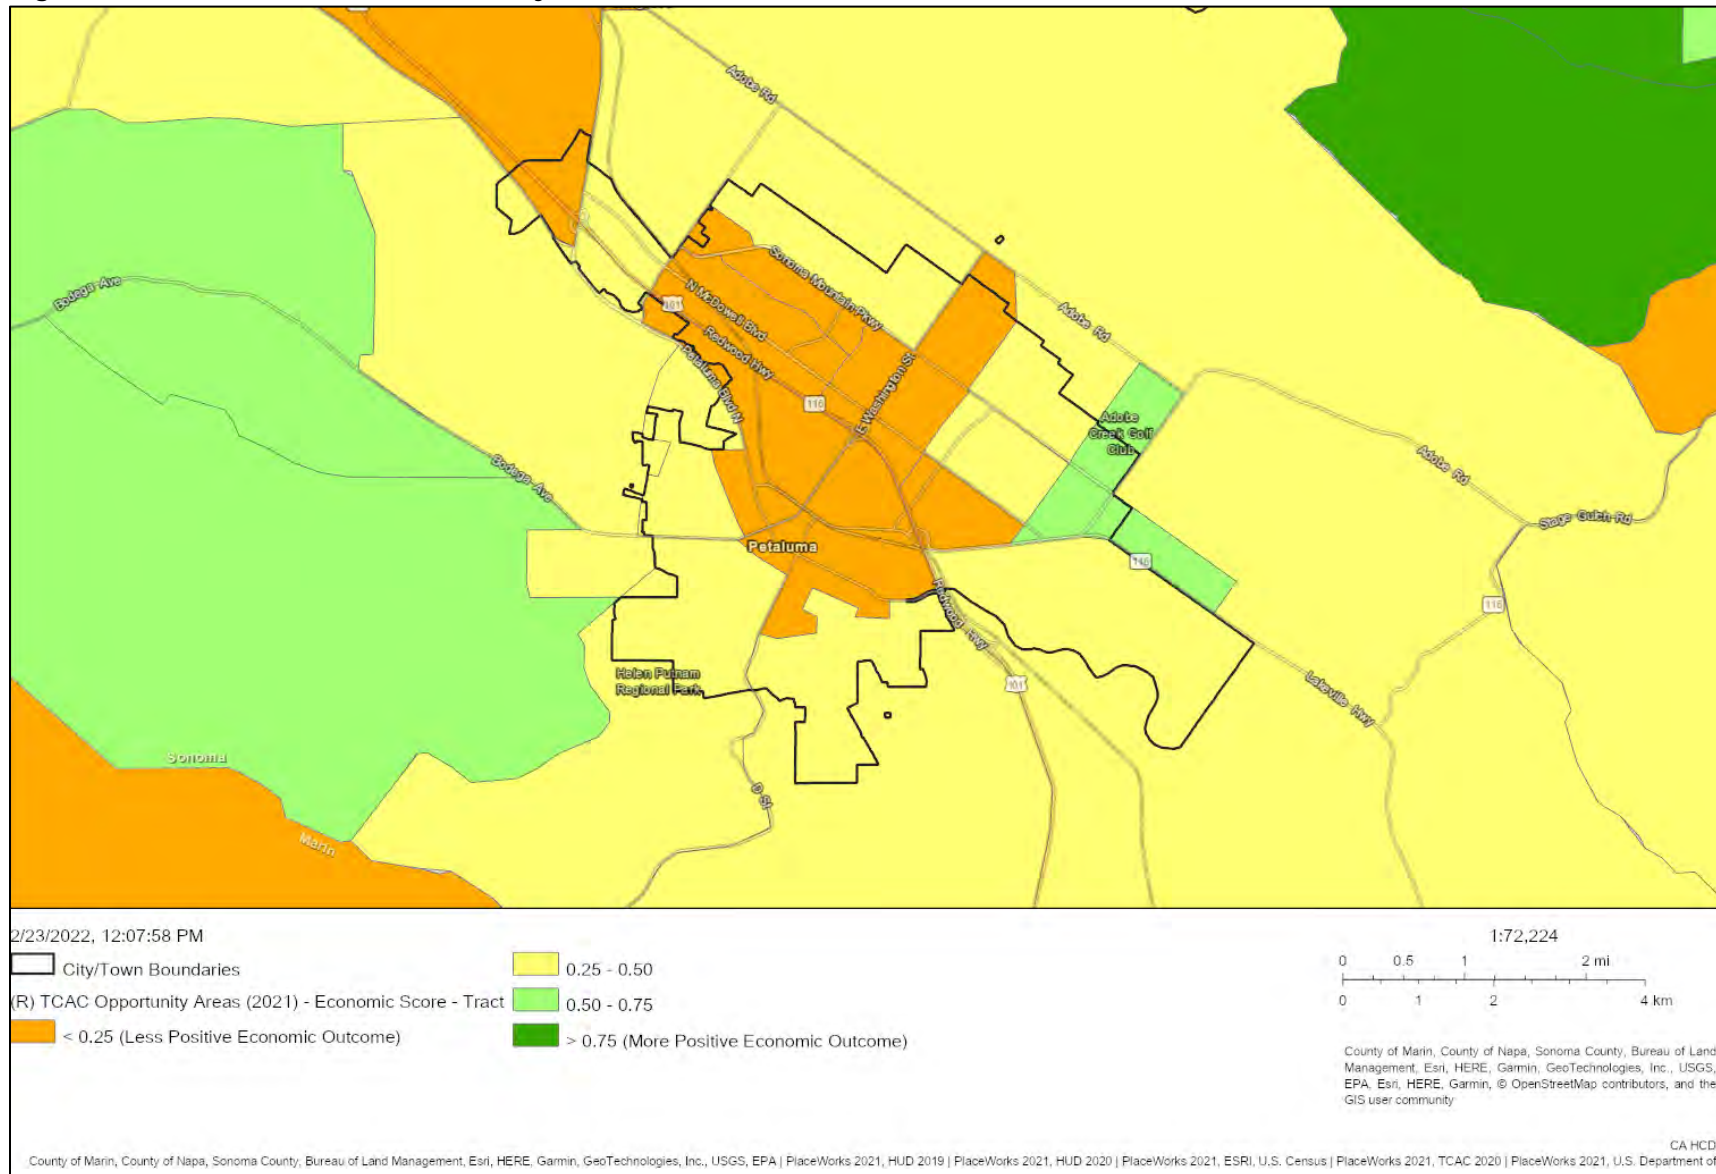 Adobe Rd
Sonoma Mountain Pkwy
N McDowell Blvd
Redwood Hwy
101
Petaluma Blvd N
116
E Washington St
Adobe Rd
Bodega Ave
Adobe
Creek Golf
Club
Adobe Rd
Bodega Ave
Stage Gulch Rd
Petaluma
116
Redwood Hwy
116
Helen Putnam
Regional Park
101
Lakeville Hwy
Sonoma
D St
Marin
2/23/2022, 12:07:58 PM
City/Town Boundaries
(R) TCAC Opportunity Areas (2021) - Economic Score - Tract
< 0.25 (Less Positive Economic Outcome)
0.25 - 0.50
0.50 - 0.75
> 0.75 (More Positive Economic Outcome)
1:72,224
0 0.5 1 2 mi
0 1 2 4 km
County of Marin, County of Napa, Sonoma County, Bureau of Land
Management, Esri, HERE, Garmin, GeoTechnologies, Inc., USGS,
EPA, Esri, HERE, Garmin, © OpenStreetMap contributors, and the
GIS user community
CA HCD
County of Marin, County of Napa, Sonoma County, Bureau of Land Management, Esri, HERE, Garmin, GeoTechnologies, Inc., USGS, EPA | PlaceWorks 2021, HUD 2019 | PlaceWorks 2021, HUD 2020 | PlaceWorks 2021, ESRI, U.S. Census | PlaceWorks 2021, TCAC 2020 | PlaceWorks 2021, U.S. Department of